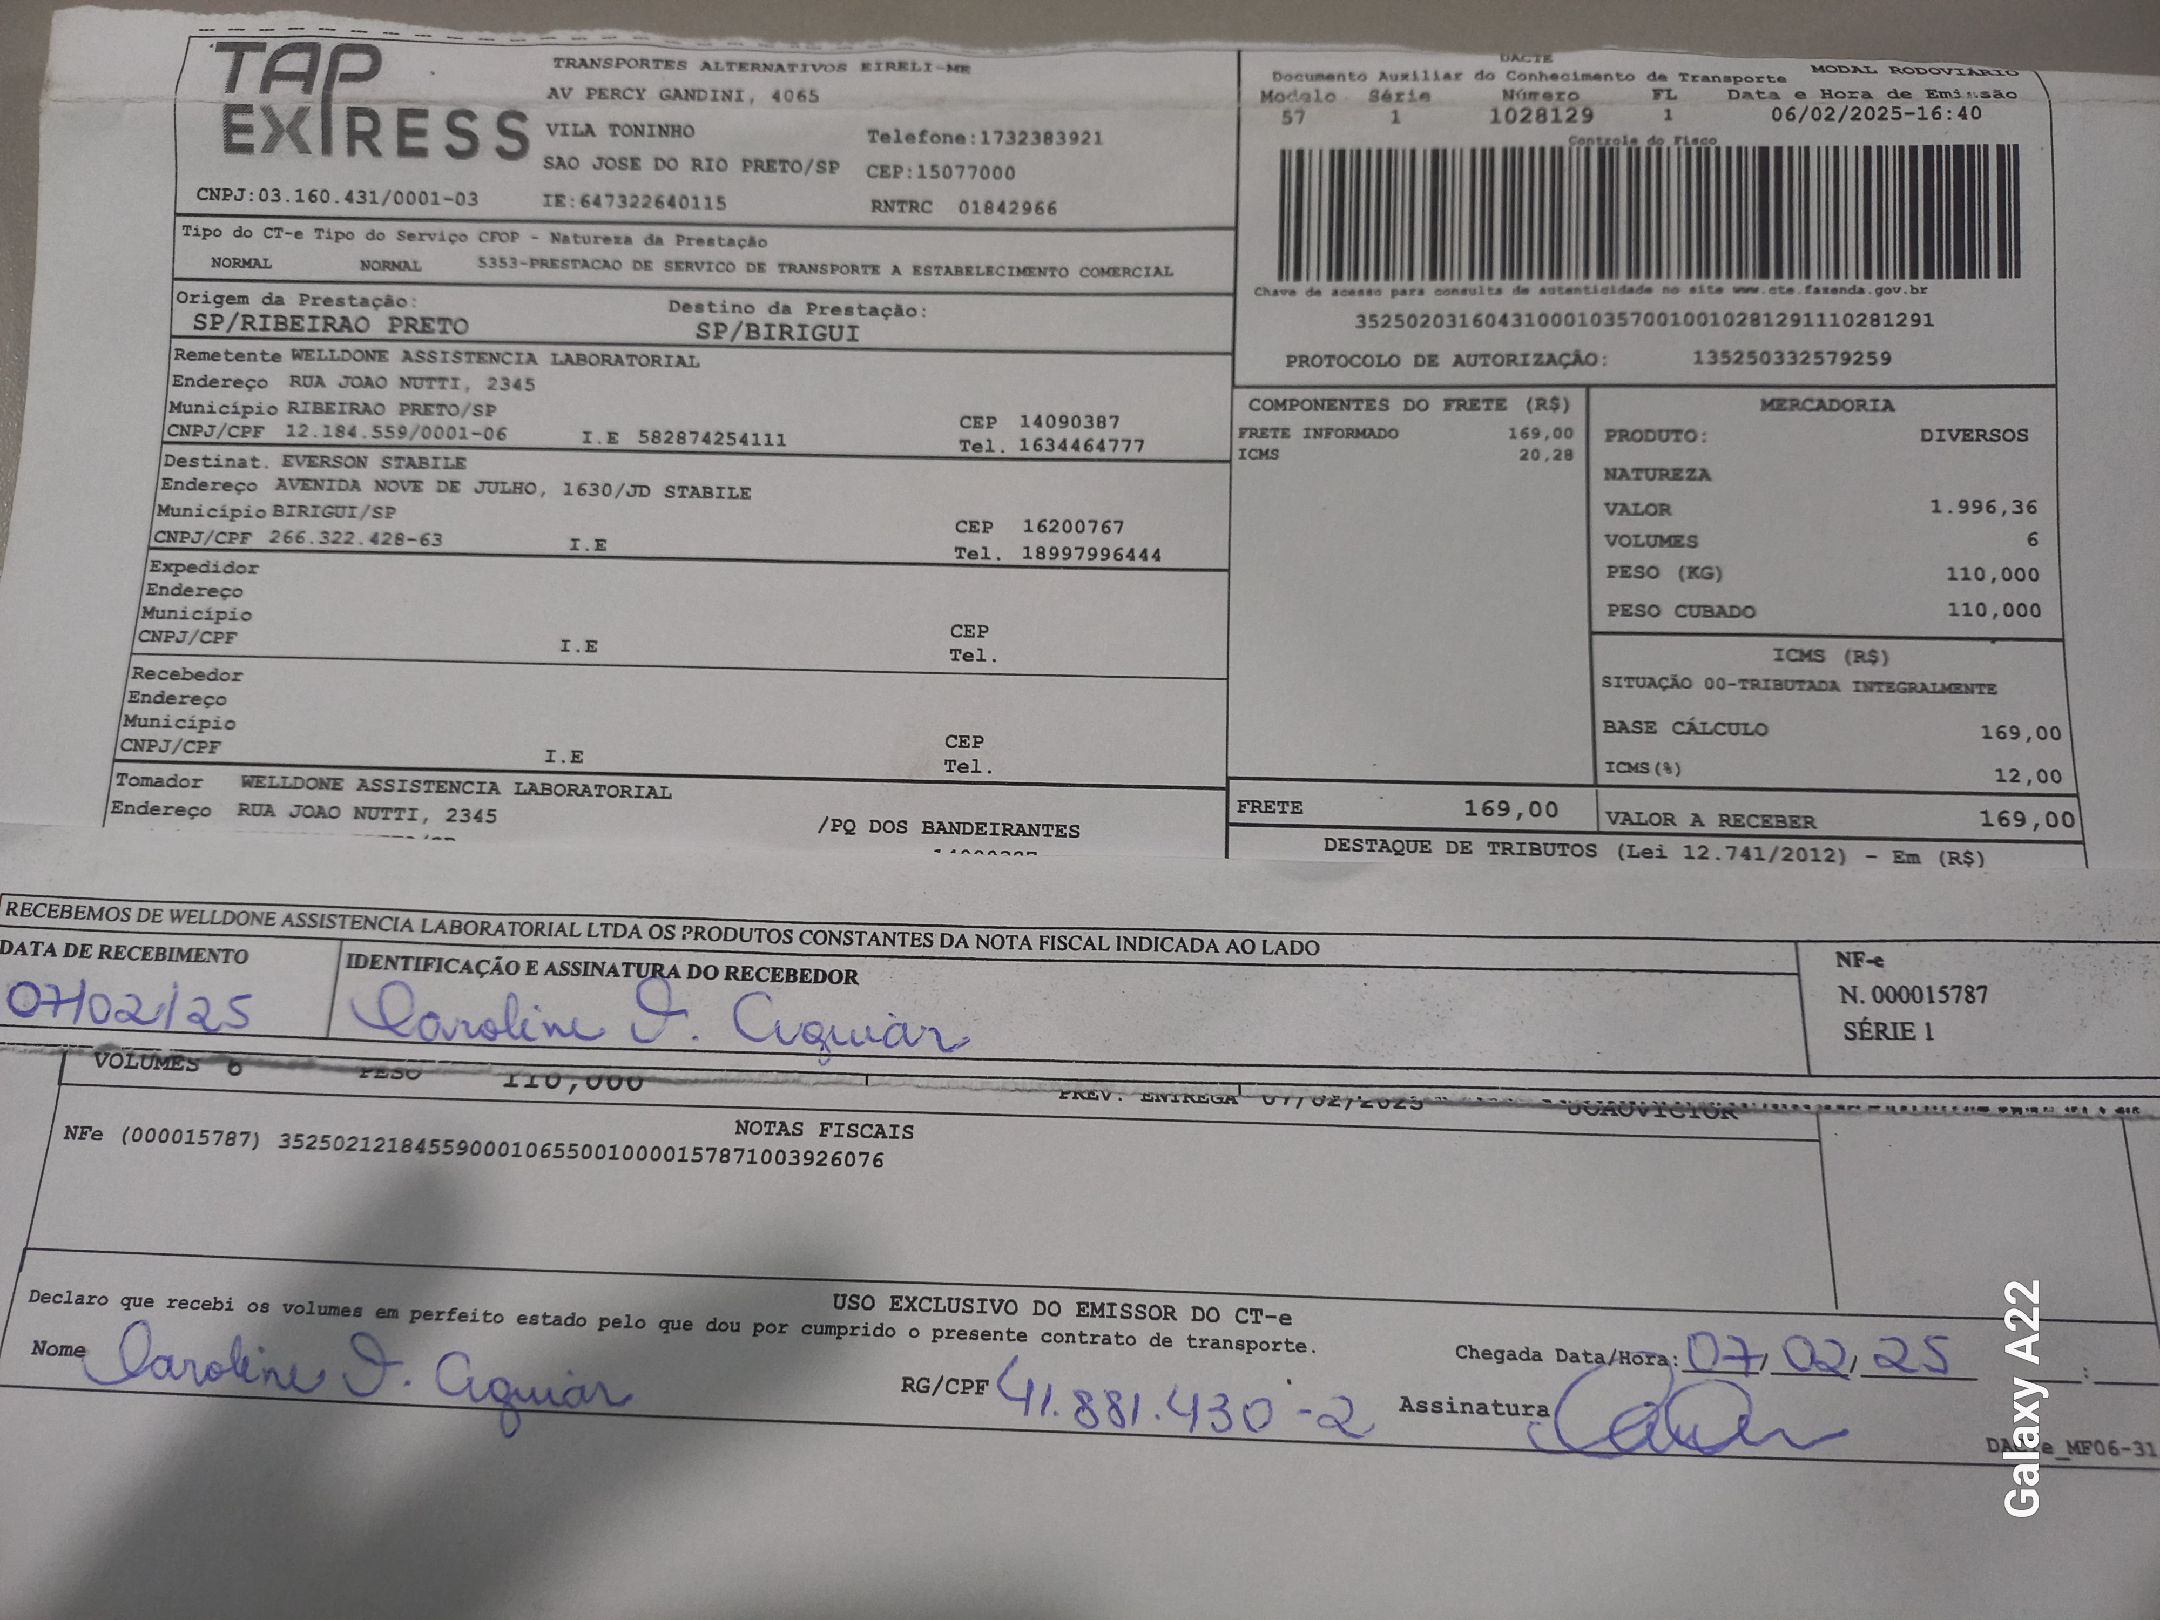 TAP EXPRESS
TRANSPORTES ALTERNATIVOS EIRELI-ME
AV PERCY GANDINI, 4065
VILA TONINHO
Telefone:1732383921
SAO JOSE DO RIO PRETO/SP CEP:15077000
CNPJ:03.160.431/0001-03 IE:647322640115 RNTRC 01842966
DACTE
Documento Auxiliar do Conhecimento de Transporte MODAL RODOVIÁRIO
Modelo Série Número FL Data e Hora de Emissão
57 1 1028129 1 06/02/2025-16:40
Controle do Fisco
Chave de acesso para consulta de autenticidade no site www.cte.fazenda.gov.br
35250203160431000103570010010281291110281291
PROTOCOLO DE AUTORIZAÇÃO: 135250332579259
Tipo do CT-e Tipo do Serviço CFOP - Natureza da Prestação
NORMAL NORMAL 5353-PRESTACAO DE SERVICO DE TRANSPORTE A ESTABELECIMENTO COMERCIAL
Origem da Prestação: Destino da Prestação:
SP/RIBEIRAO PRETO SP/BIRIGUI
Remetente WELLDONE ASSISTENCIA LABORATORIAL
Endereço RUA JOAO NUTTI, 2345
Município RIBEIRAO PRETO/SP CEP 14090387
CNPJ/CPF 12.184.559/0001-06 I.E 582874254111 Tel. 1634464777
Destinat. EVERSON STABILE
Endereço AVENIDA NOVE DE JULHO, 1630/JD STABILE
Município BIRIGUI/SP CEP 16200767
CNPJ/CPF 266.322.428-63 I.E Tel. 18997996444
Expedidor
Endereço
Município CEP
CNPJ/CPF I.E Tel.
Recebedor
Endereço
Município CEP
CNPJ/CPF I.E Tel.
Tomador WELLDONE ASSISTENCIA LABORATORIAL
Endereço RUA JOAO NUTTI, 2345 /PQ DOS BANDEIRANTES
COMPONENTES DO FRETE (R$)
FRETE INFORMADO 169,00
ICMS 20,28
MERCADORIA
PRODUTO: DIVERSOS
NATUREZA
VALOR 1.996,36
VOLUMES 6
PESO (KG) 110,000
PESO CUBADO 110,000
ICMS (R$)
SITUAÇÃO 00-TRIBUTADA INTEGRALMENTE
BASE CÁLCULO 169,00
ICMS(%) 12,00
FRETE 169,00 VALOR A RECEBER 169,00
DESTAQUE DE TRIBUTOS (Lei 12.741/2012) - Em (R$)
RECEBEMOS DE WELLDONE ASSISTENCIA LABORATORIAL LTDA OS PRODUTOS CONSTANTES DA NOTA FISCAL INDICADA AO LADO
DATA DE RECEBIMENTO IDENTIFICAÇÃO E ASSINATURA DO RECEBEDOR
07/02/25 Caroline D. Aguiar
NF-e
N. 000015787
SÉRIE 1
VOLUMES 6 PESO 110,000 PREV. ENTREGA 07/02/2025 JOAOVICTOR
NOTAS FISCAIS
NFe (000015787) 35250212184559000106550010000157871003926076
USO EXCLUSIVO DO EMISSOR DO CT-e
Declaro que recebi os volumes em perfeito estado pelo que dou por cumprido o presente contrato de transporte.
Chegada Data/Hora: 07/02/25 :
Nome Caroline D. Aguiar RG/CPF 41.881.430-2 Assinatura
Galaxy A22